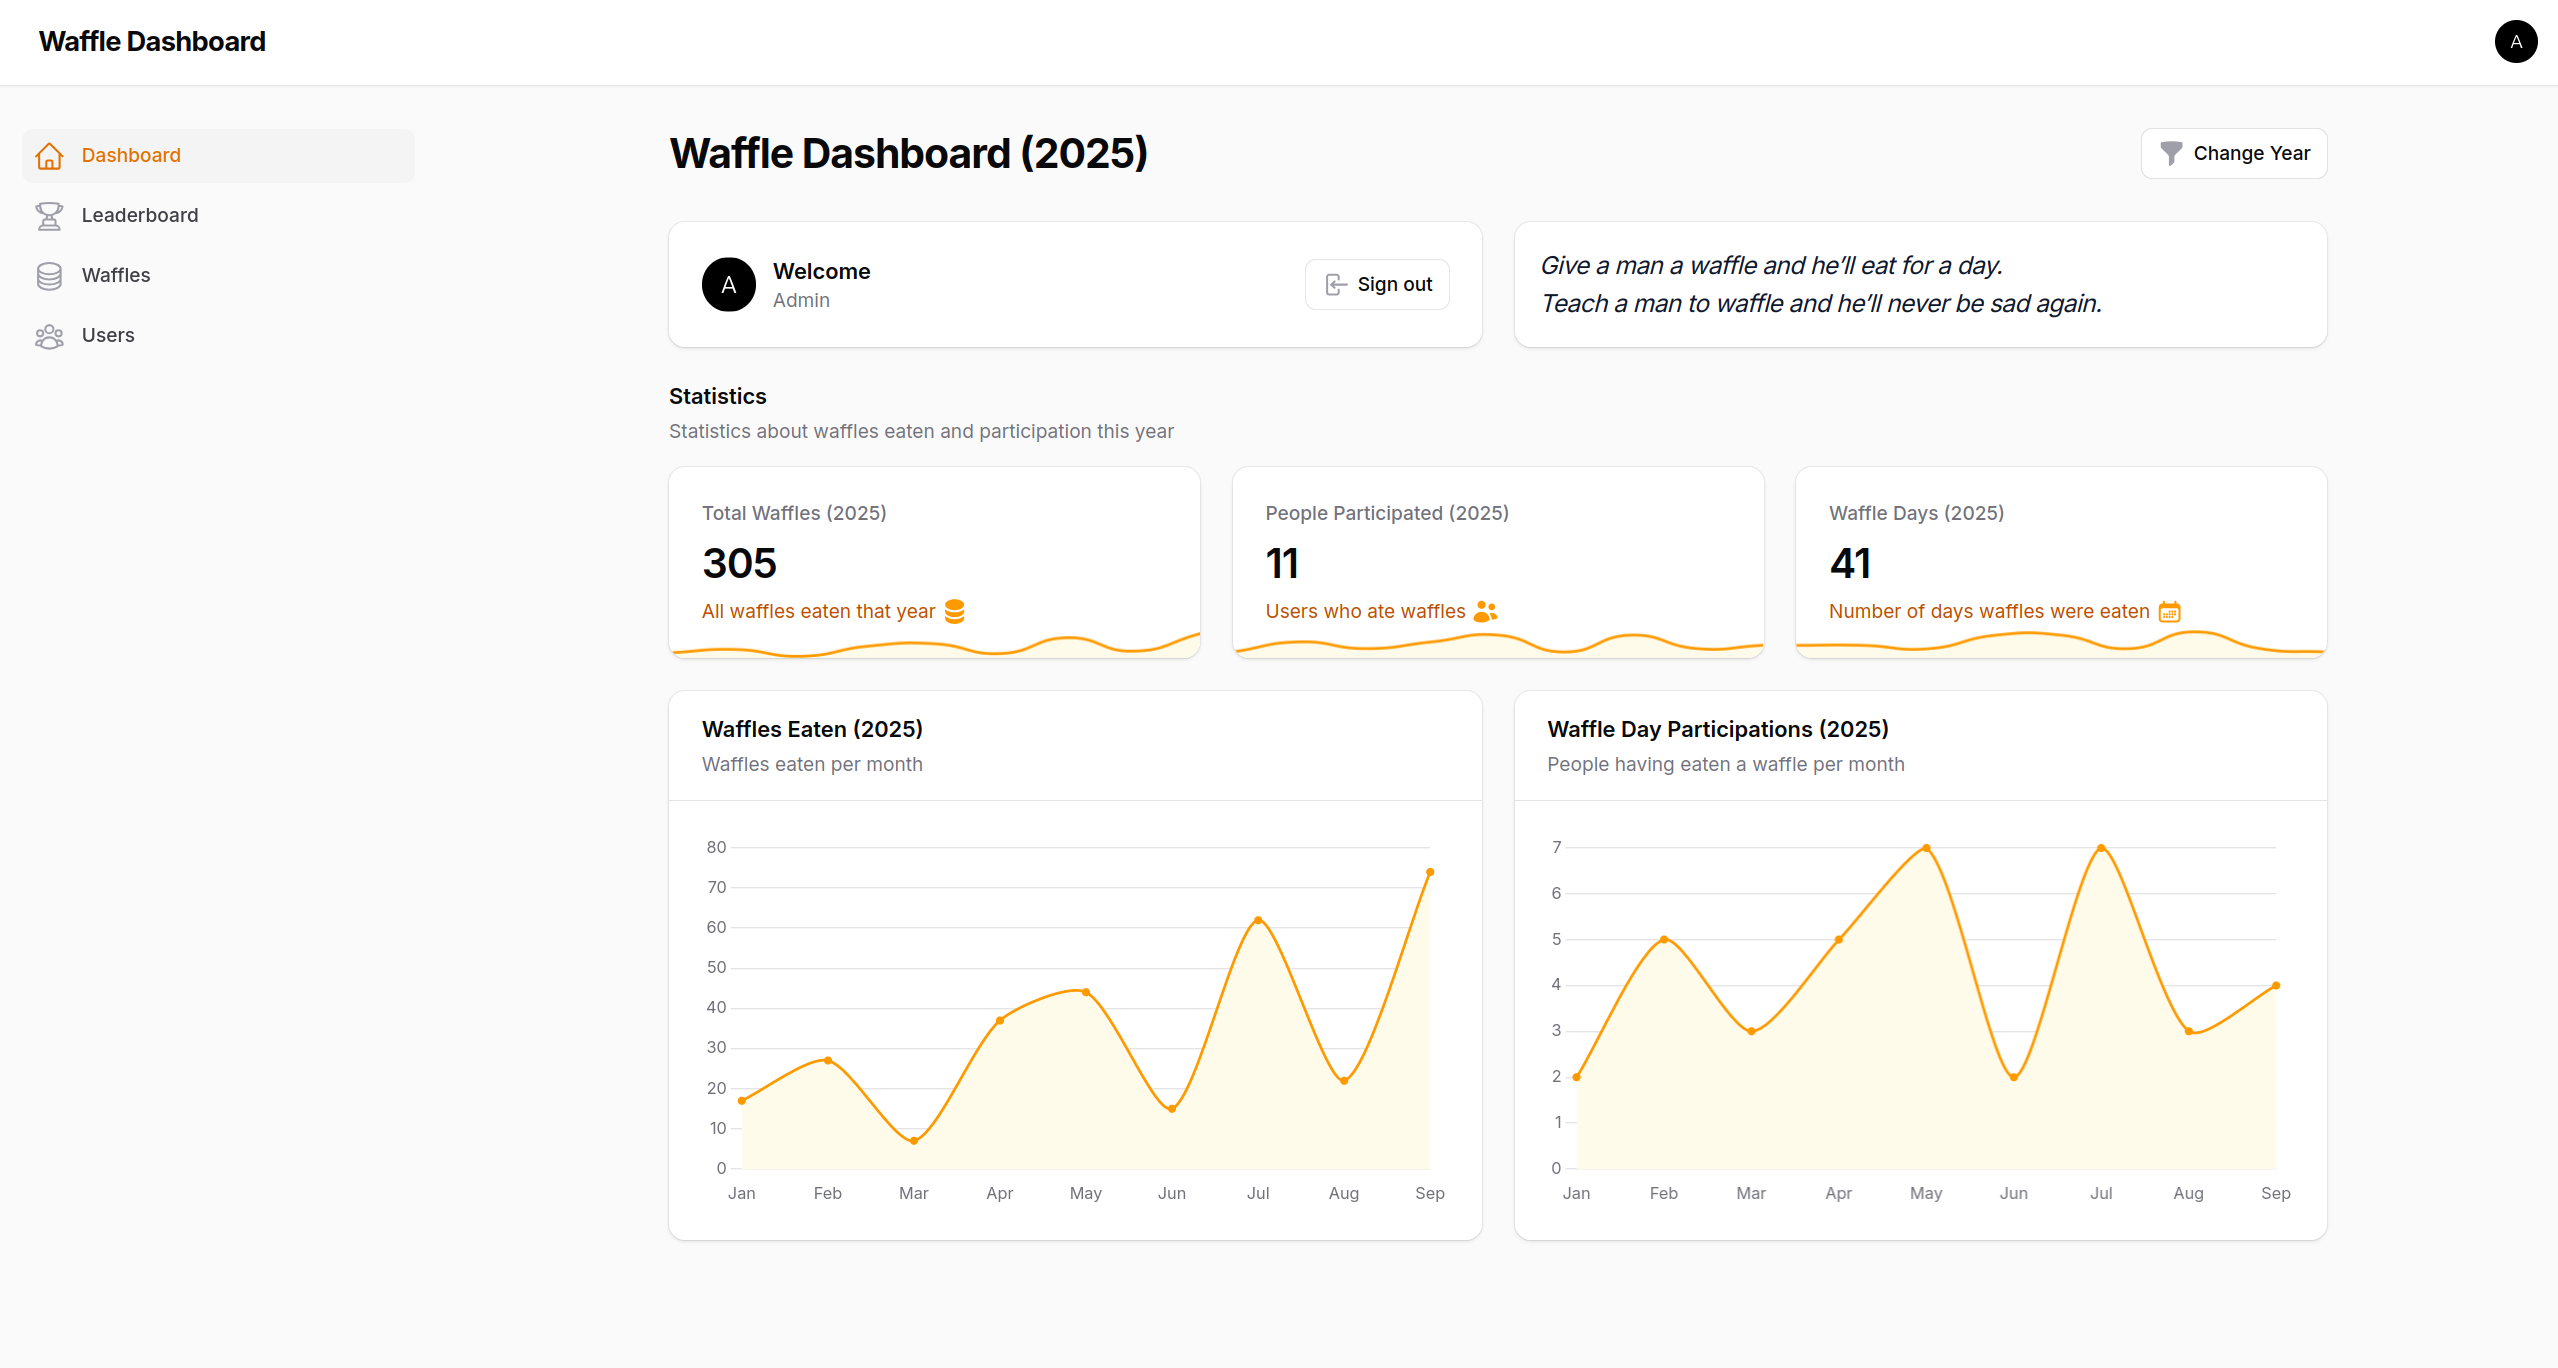 Waffle Dashboard
A
Dashboard
Leaderboard
Waffles
Users
Waffle Dashboard (2025)
Change Year
A
Welcome
Admin
Sign out
Give a man a waffle and he'll eat for a day.
Teach a man to waffle and he'll never be sad again.
Statistics
Statistics about waffles eaten and participation this year
Total Waffles (2025)
305
All waffles eaten that year
People Participated (2025)
11
Users who ate waffles
Waffle Days (2025)
41
Number of days waffles were eaten
Waffles Eaten (2025)
Waffles eaten per month
80
70
60
50
40
30
20
10
0
Jan Feb Mar Apr May Jun Jul Aug Sep
Waffle Day Participations (2025)
People having eaten a waffle per month
7
6
5
4
3
2
1
0
Jan Feb Mar Apr May Jun Jul Aug Sep